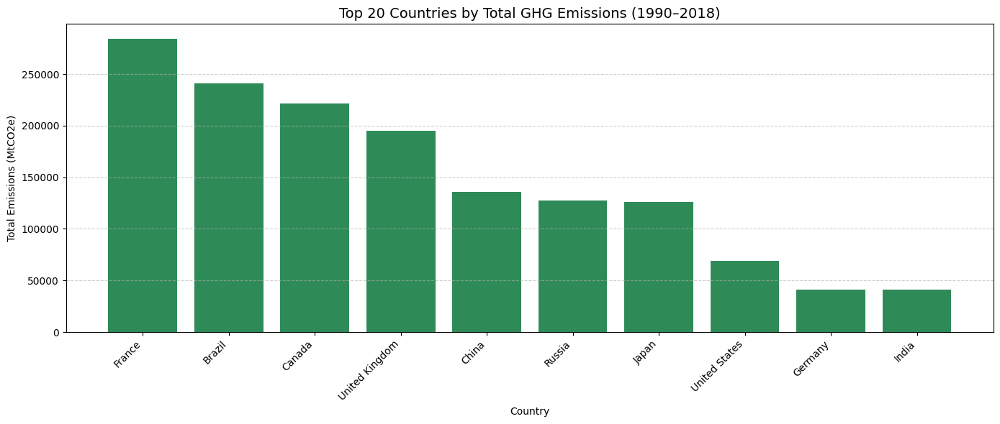 Top 20 Countries by Total GHG Emissions (1990–2018)
Total Emissions (MtCO2e)
250000
200000
150000
100000
50000
0
France
Brazil
Canada
United Kingdom
China
Russia
Japan
United States
Germany
India
Country